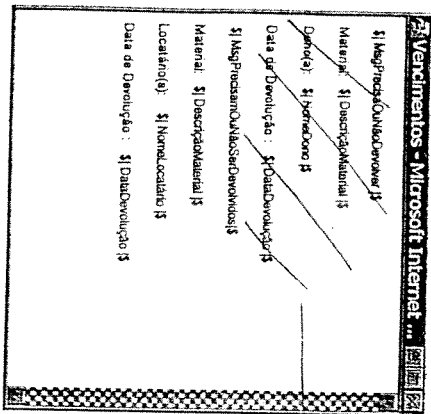 Vencimentos - Microsoft Internet ...
$| MsgPrecisaOuNãoDevolver |$
Material: $| DescriçãoMaterial |$
Dono(a): $| NomeDono |$
Data de Devolução : $| DataDevolução |$
$| MsgPrecisamOuNãoSerDevolvidos |$
Material: $| DescriçãoMaterial |$
Locatário(a): $| NomeLocatário |$
Data de Devolução : $| DataDevolução |$